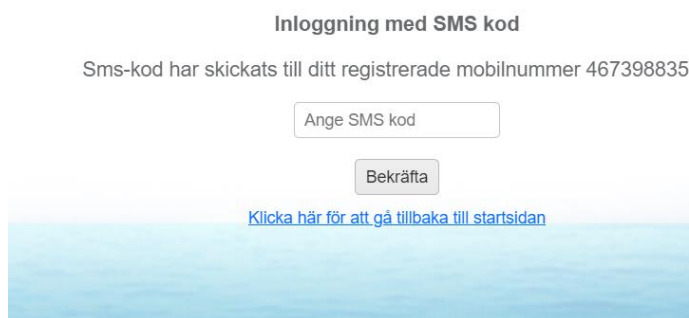 Inloggning med SMS kod
Sms-kod har skickats till ditt registrerade mobilnummer 467398835
Ange SMS kod
Bekräfta
Klicka här för att gå tillbaka till startsidan